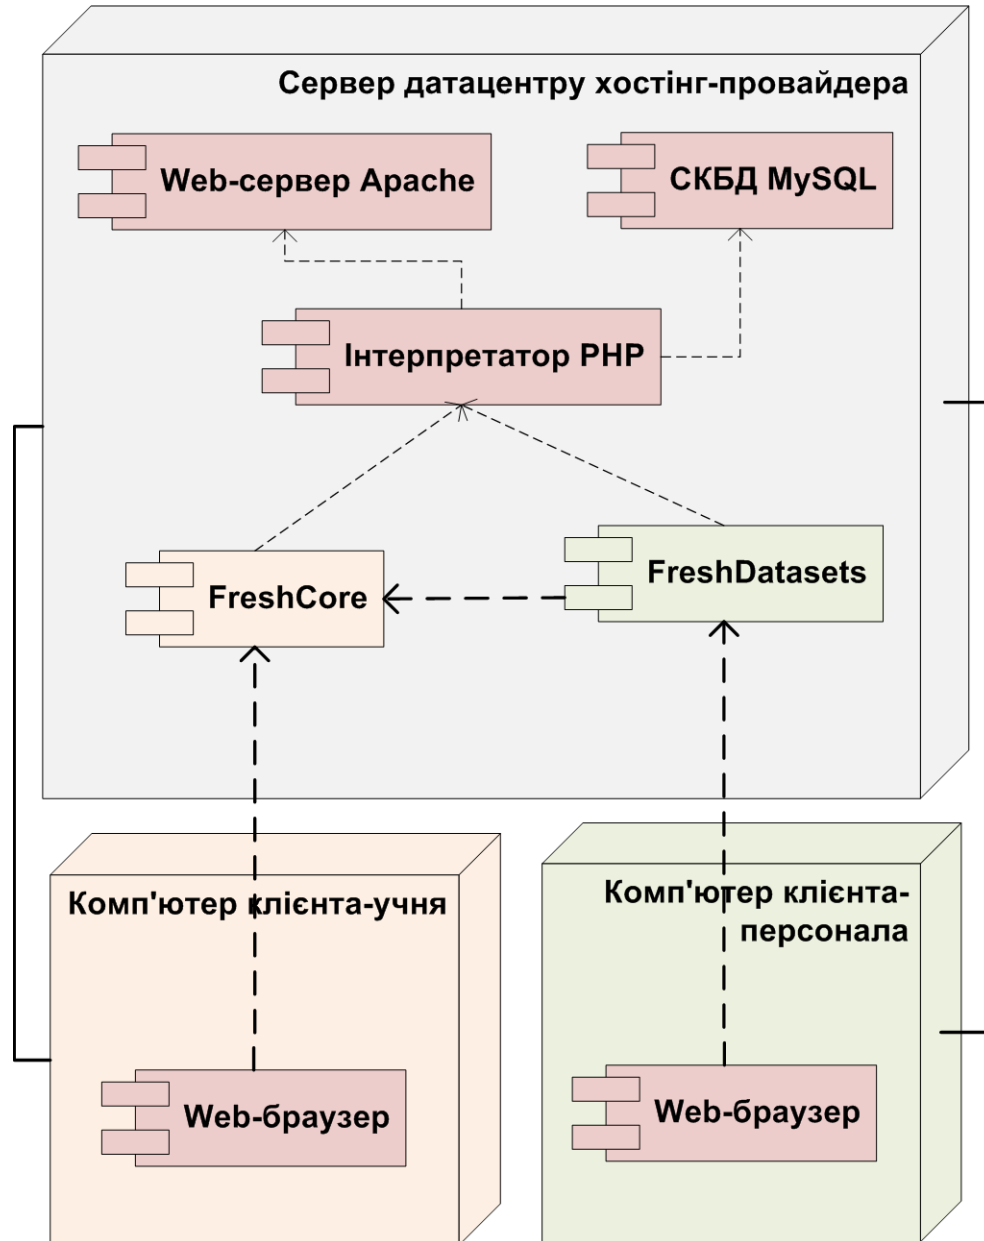 Сервер датацентру хостінг-провайдера
Web-сервер Apache
СКБД MySQL
Інтерпретатор PHP
FreshCore
FreshDatasets
Комп'ютер клієнта-учня
Комп'ютер клієнта-
персонала
Web-браузер
Web-браузер